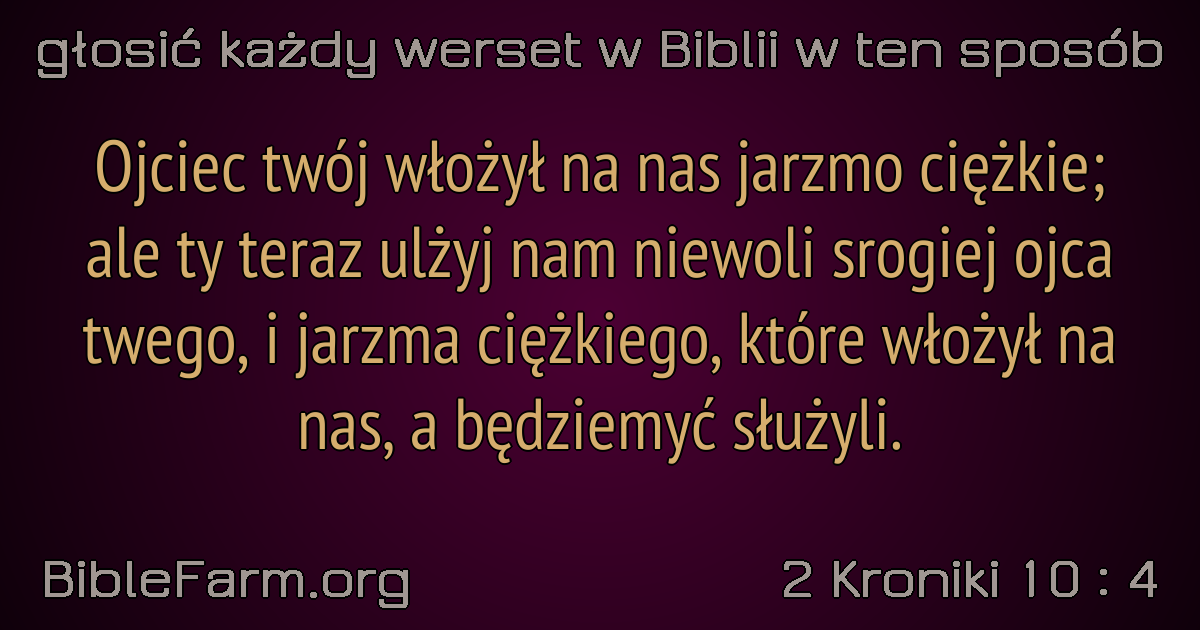 głosić każdy werset w Biblii w ten sposób
Ojciec twój włożył na nas jarzmo ciężkie;
ale ty teraz ulżyj nam niewoli srogiej ojca
twego, i jarzma ciężkiego, które włożył na
nas, a będziemyć służyli.
BibleFarm.org
2 Kroniki 10 : 4